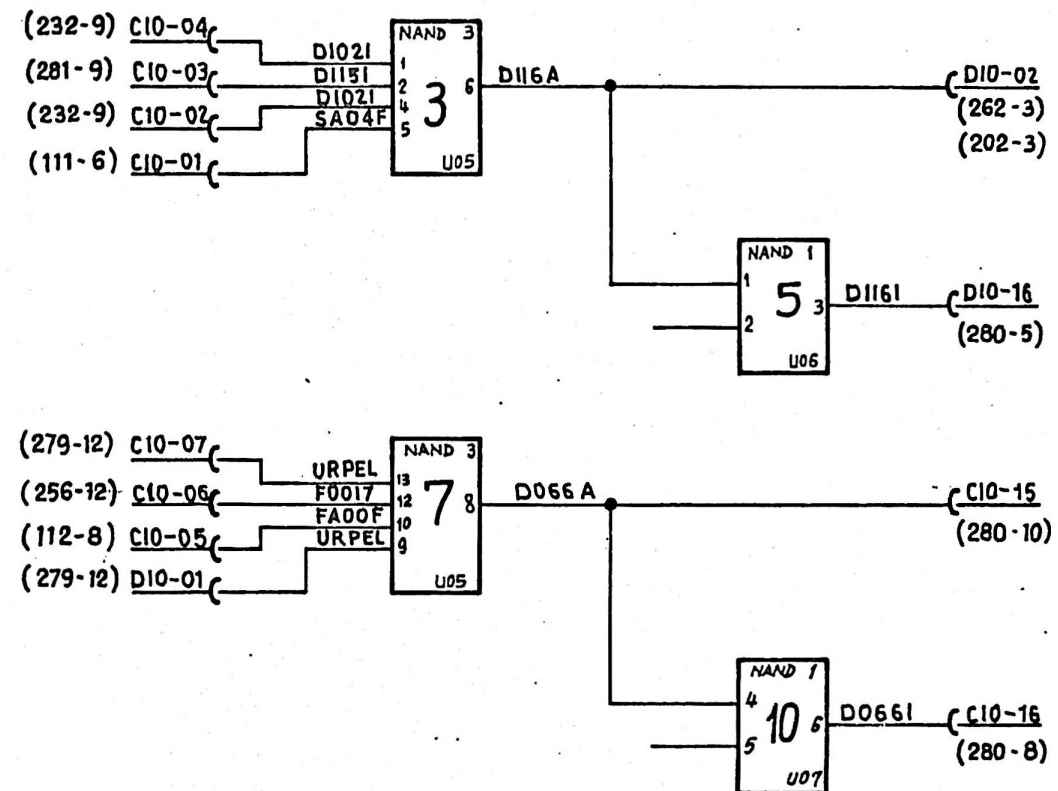 (232-9) C10-04 NAND 3
D1021 1
(281-9) C10-03 D1151 2 3 6 D116A D10-02
(232-9) C10-02 D1021 4 (262-3)
SA04F 5 (202-3)
(111-6) C10-01 U05
NAND 1
1 5 3 D1161 D10-16
2 (280-5)
U06
(279-12) C10-07 NAND 3
URPEL 13
(256-12) C10-06 F0017 12 7 8 D066A C10-15
(112-8) C10-05 FA00F 10 (280-10)
URPEL 9
(279-12) D10-01 U05
NAND 1
4 10 6 D0661 C10-16
5 (280-8)
U07